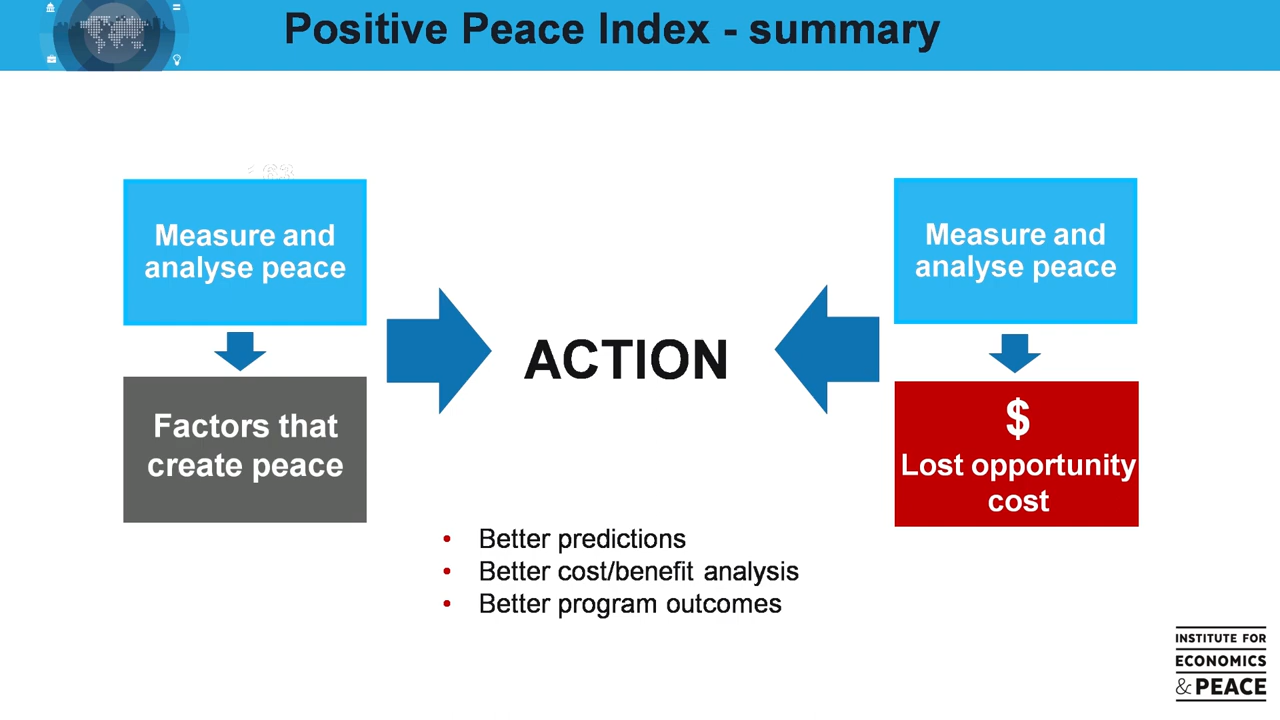 Positive Peace Index - summary
163
Measure and
analyse peace
Factors that
create peace
ACTION
Measure and
analyse peace
$
Lost opportunity
cost
• Better predictions
• Better cost/benefit analysis
• Better program outcomes
INSTITUTE FOR
ECONOMICS
& PEACE